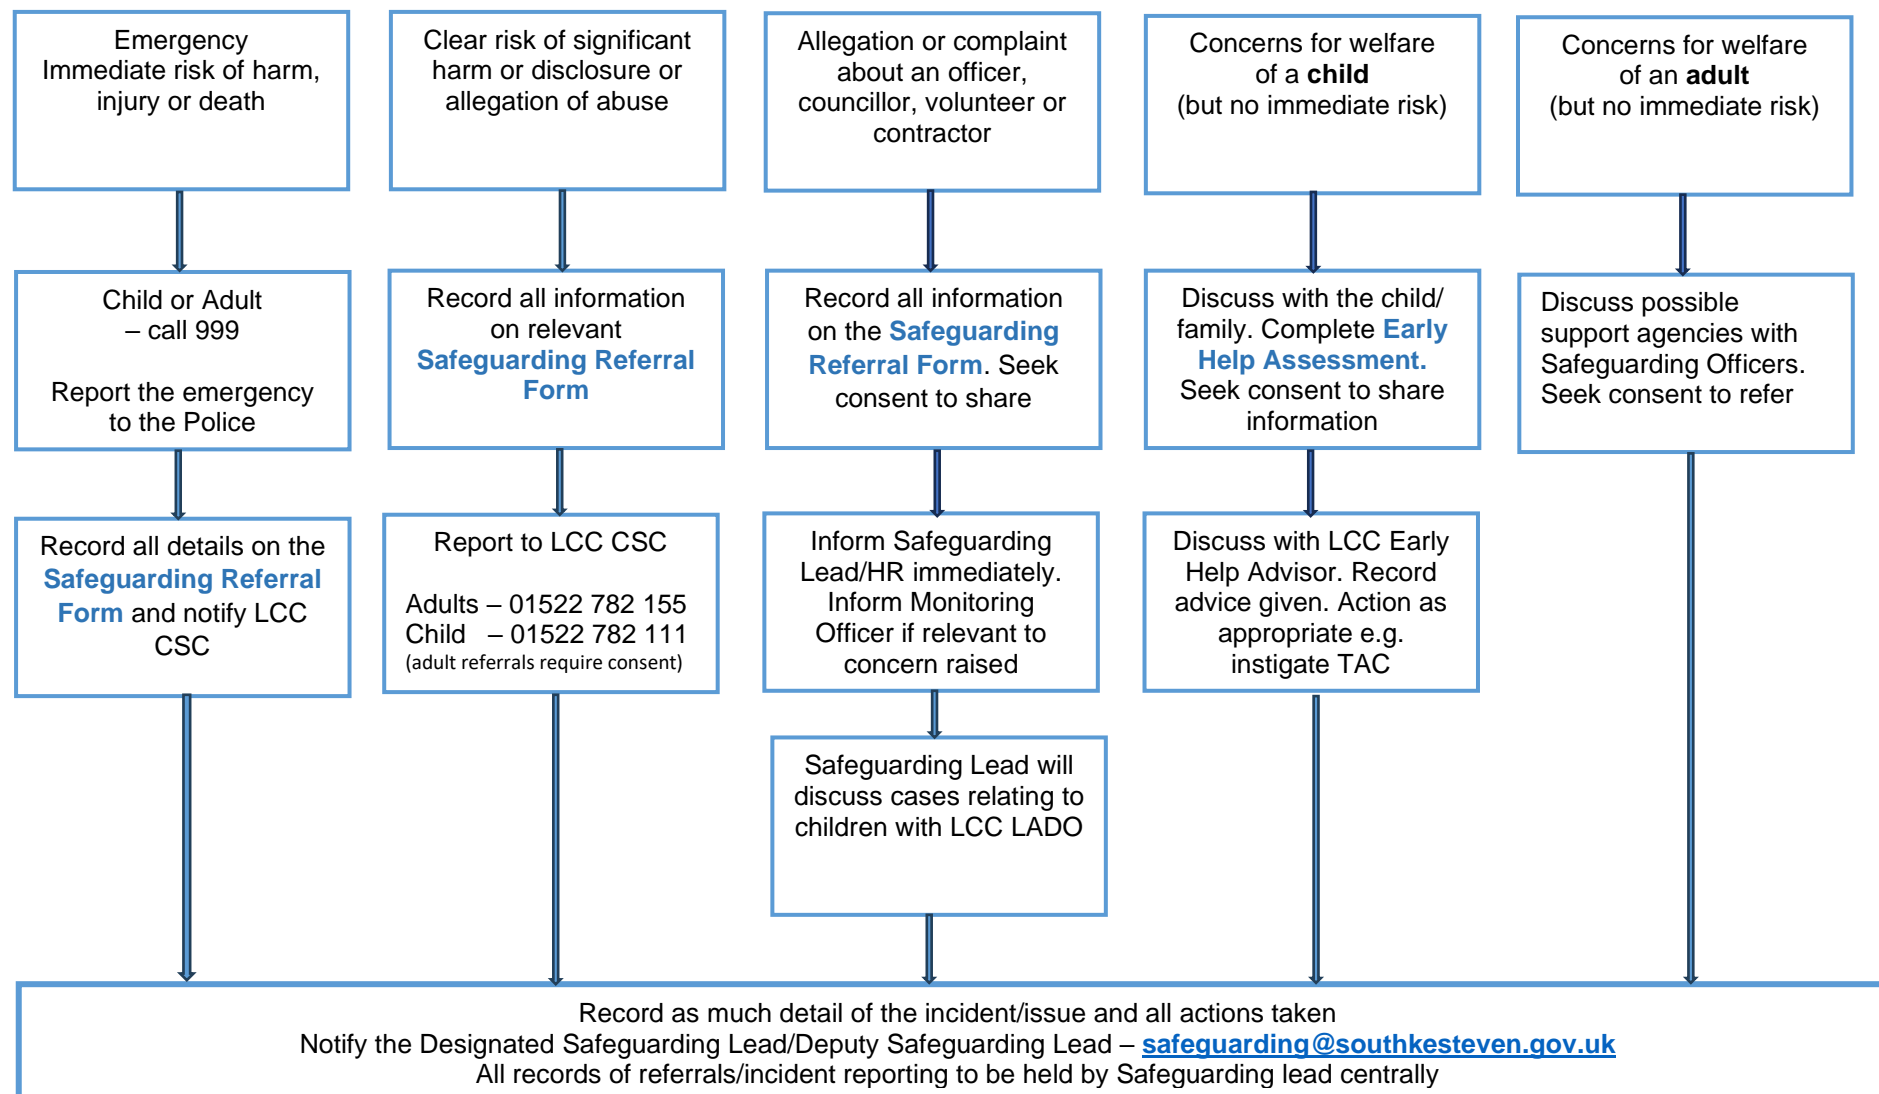 Emergency
Immediate risk of harm,
injury or death
Clear risk of significant
harm or disclosure or
allegation of abuse
Allegation or complaint
about an officer,
councillor, volunteer or
contractor
Concerns for welfare
of a child
(but no immediate risk)
Concerns for welfare
of an adult
(but no immediate risk)
Child or Adult
– call 999
Report the emergency
to the Police
Record all information
on relevant
Safeguarding Referral
Form
Record all information
on the Safeguarding
Referral Form. Seek
consent to share
Discuss with the child/
family. Complete Early
Help Assessment.
Seek consent to share
information
Discuss possible
support agencies with
Safeguarding Officers.
Seek consent to refer
Record all details on the
Safeguarding Referral
Form and notify LCC
CSC
Report to LCC CSC
Adults – 01522 782 155
Child – 01522 782 111
(adult referrals require consent)
Inform Safeguarding
Lead/HR immediately.
Inform Monitoring
Officer if relevant to
concern raised
Discuss with LCC Early
Help Advisor. Record
advice given. Action as
appropriate e.g.
instigate TAC
Safeguarding Lead will
discuss cases relating to
children with LCC LADO
Record as much detail of the incident/issue and all actions taken
Notify the Designated Safeguarding Lead/Deputy Safeguarding Lead – safeguarding@southkesteven.gov.uk
All records of referrals/incident reporting to be held by Safeguarding lead centrally